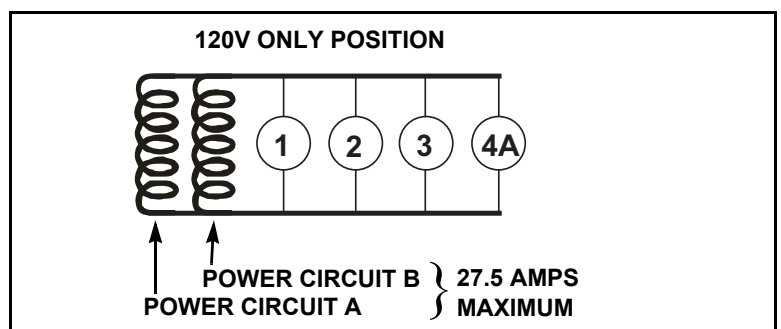 120V ONLY POSITION
1 2 3 4A
POWER CIRCUIT B } 27.5 AMPS
POWER CIRCUIT A } MAXIMUM